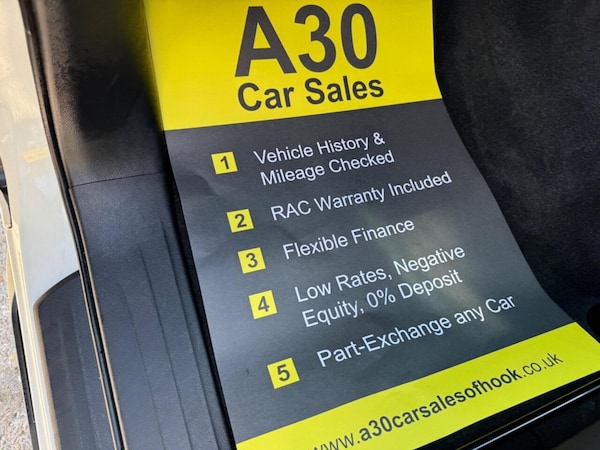 A30
Car Sales
1 Vehicle History &
Mileage Checked
2 RAC Warranty Included
3 Flexible Finance
4 Low Rates, Negative
Equity, 0% Deposit
5 Part-Exchange any Car
www.a30carsalesofhook.co.uk